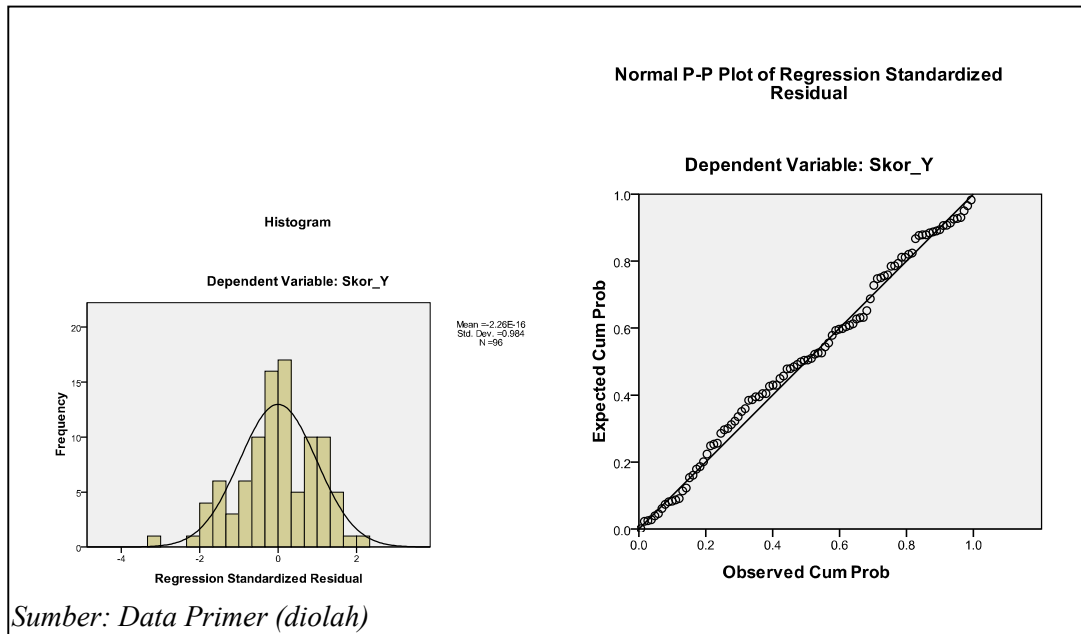 Histogram
Dependent Variable: Skor_Y
Mean =-2.26E-16
Std. Dev. =0.984
N =96
Frequency
20
15
10
5
0
-4
-2
0
2
Regression Standardized Residual
Normal P-P Plot of Regression Standardized
Residual
Dependent Variable: Skor_Y
Expected Cum Prob
1.0
0.8
0.6
0.4
0.2
0.0
0.0
0.2
0.4
0.6
0.8
1.0
Observed Cum Prob
Sumber: Data Primer (diolah)